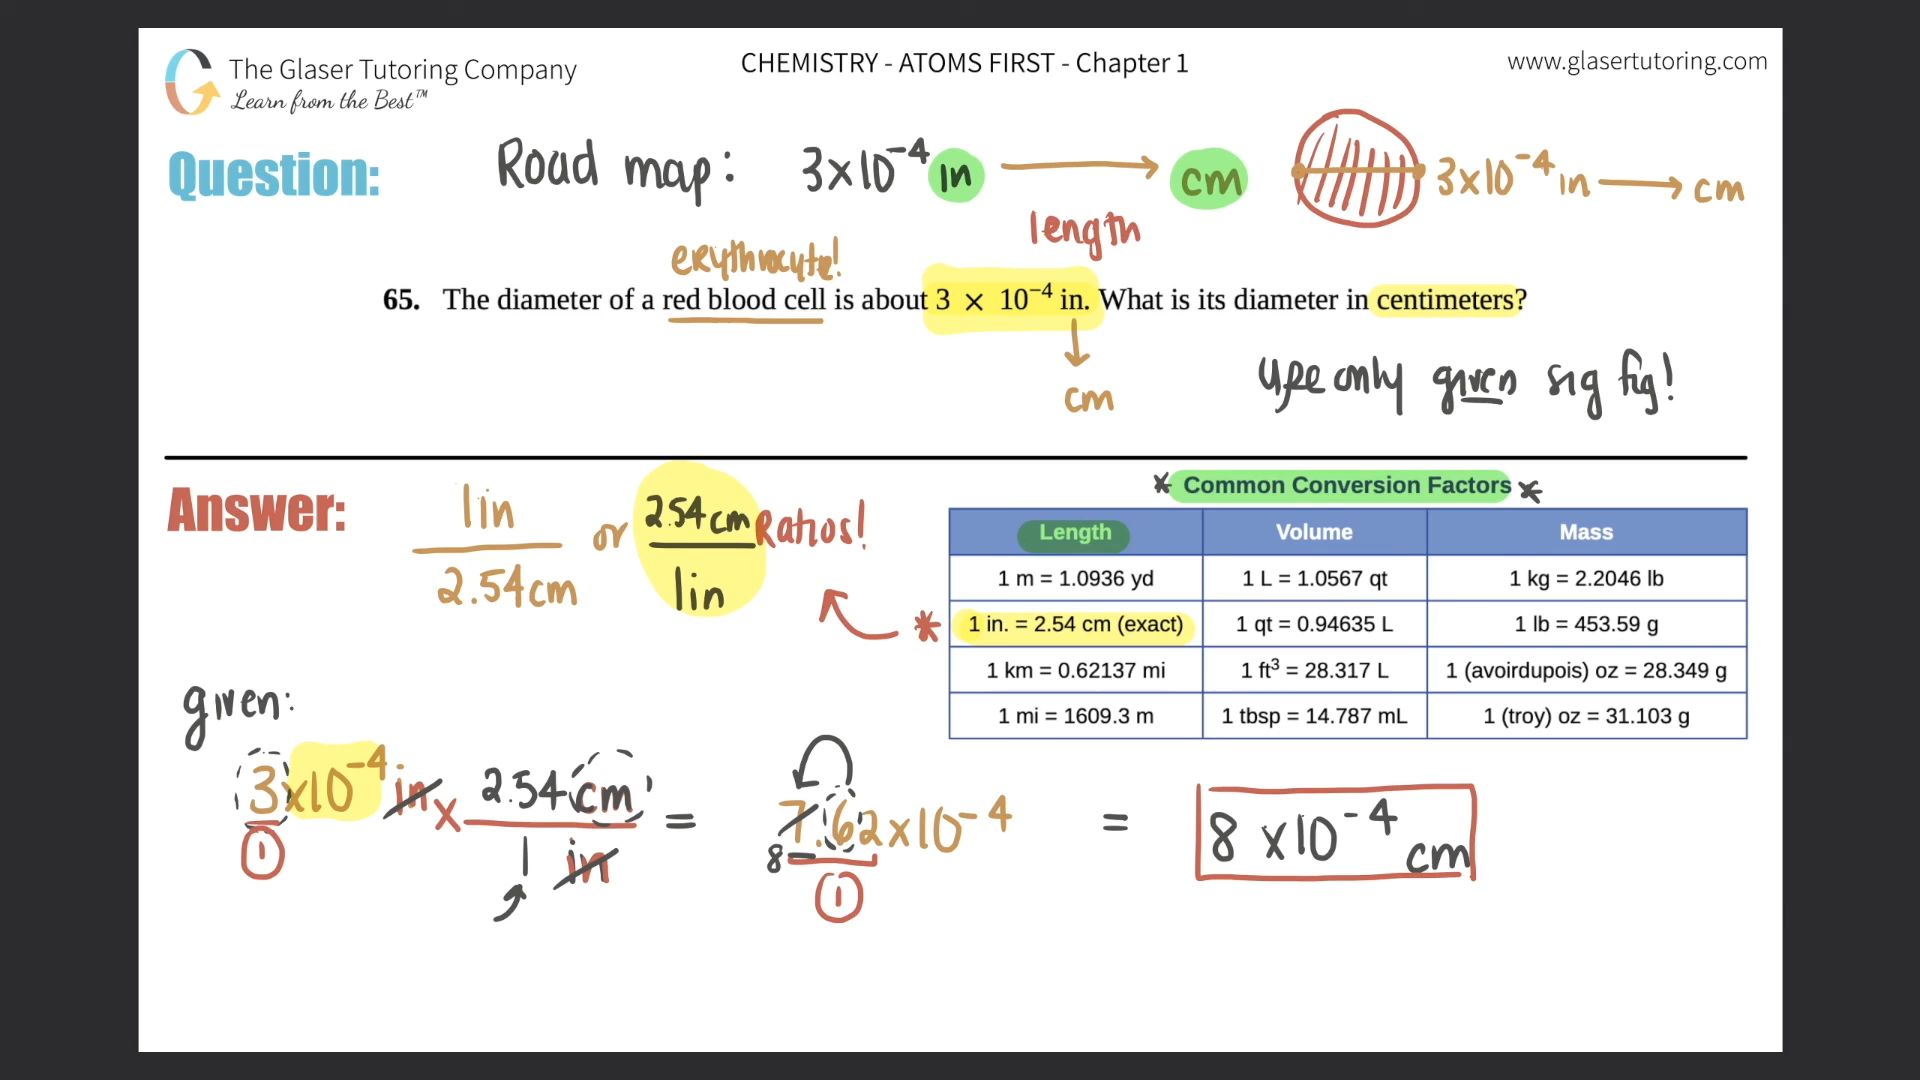 The Glaser Tutoring Company
Learn from the Best™
CHEMISTRY - ATOMS FIRST - Chapter 1
www.glasertutoring.com
Question:
Road map: 3x10⁻⁴ in → cm
length
3x10⁻⁴ in → cm
erythrocyte!
65. The diameter of a red blood cell is about 3 × 10⁻⁴ in. What is its diameter in centimeters?
cm
use only given sig fig!
Answer:
1in / 2.54cm or 2.54cm / 1in Ratios!
* Common Conversion Factors *
Length Volume Mass
1 m = 1.0936 yd 1 L = 1.0567 qt 1 kg = 2.2046 lb
* 1 in. = 2.54 cm (exact) 1 qt = 0.94635 L 1 lb = 453.59 g
1 km = 0.62137 mi 1 ft³ = 28.317 L 1 (avoirdupois) oz = 28.349 g
1 mi = 1609.3 m 1 tbsp = 14.787 mL 1 (troy) oz = 31.103 g
given:
3x10⁻⁴ in x 2.54 cm / 1 in = 7.62x10⁻⁴ = 8 x10⁻⁴ cm
1
8
1